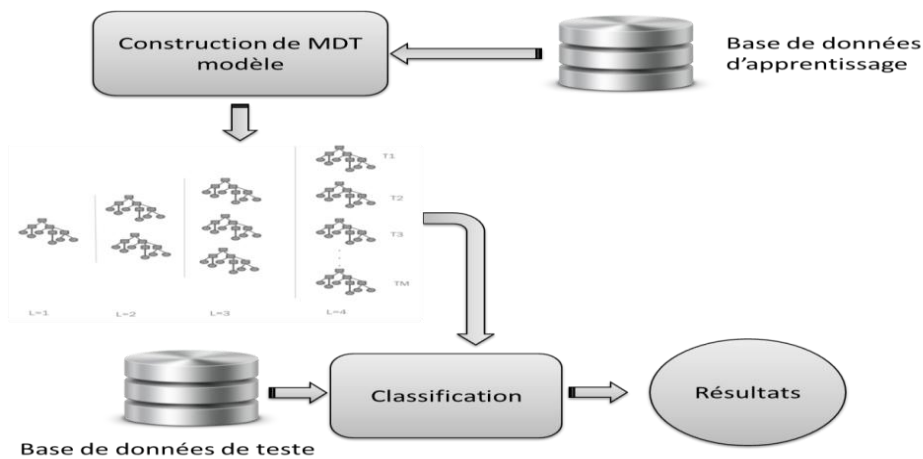 Construction de MDT
modèle
Base de données
d'apprentissage
T1
T2
T3
TM
L=1
L=2
L=3
L=4
Classification
Résultats
Base de données de teste